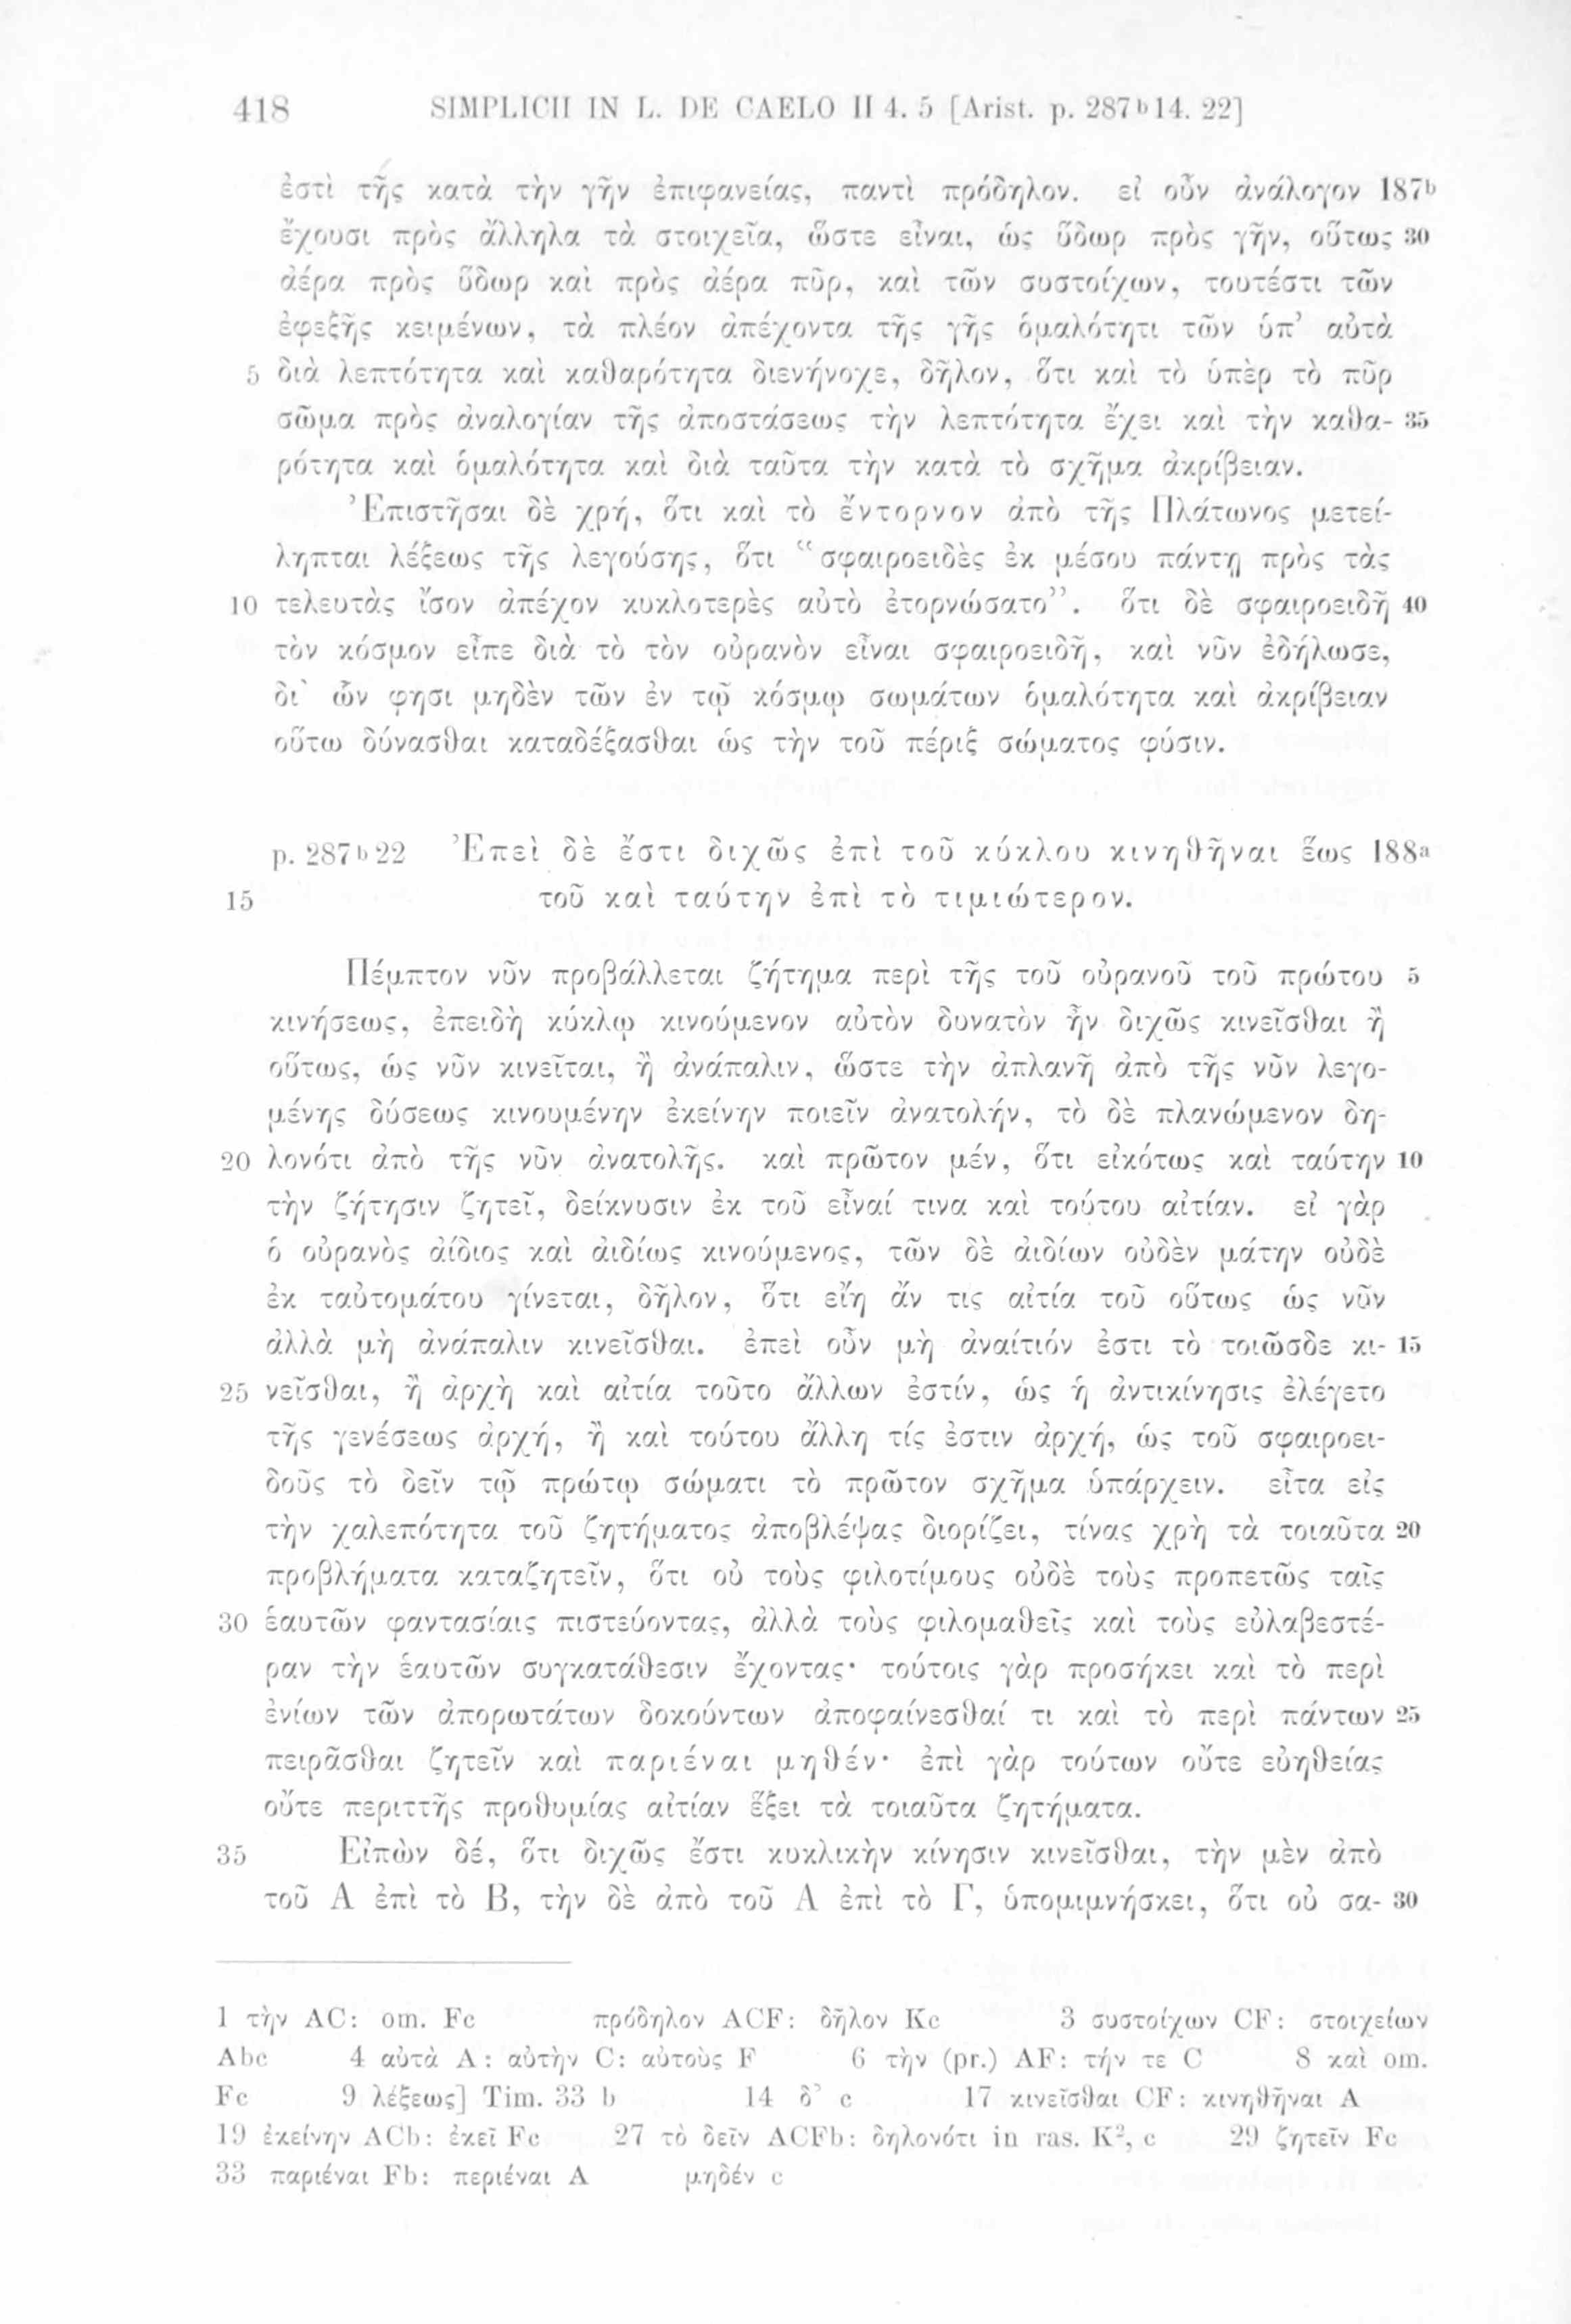 418 SIMPLICII IN L. DE CAELO II 4. 5 [Arist. p. 287b14. 22]
ἐστὶ τῆς κατὰ τὴν γῆν ἐπιφανείας, παντὶ πρόδηλον. εἰ οὖν ἀνάλογον 187b
ἔχουσι πρὸς ἄλληλα τὰ στοιχεῖα, ὥστε εἶναι, ὡς ὕδωρ πρὸς γῆν, οὕτως 30
ἀέρα πρὸς ὕδωρ καὶ πρὸς ἀέρα πῦρ, καὶ τῶν συστοίχων, τουτέστι τῶν
ἐφεξῆς κειμένων, τὰ πλέον ἀπέχοντα τῆς γῆς ὁμαλότητι τῶν ὑπ’ αὐτὰ
5 διὰ λεπτότητα καὶ καθαρότητα διενήνοχε, δῆλον, ὅτι καὶ τὸ ὑπὲρ τὸ πῦρ
σῶμα πρὸς ἀναλογίαν τῆς ἀποστάσεως τὴν λεπτότητα ἔχει καὶ τὴν καθα- 35
ρότητα καὶ ὁμαλότητα καὶ διὰ ταῦτα τὴν κατὰ τὸ σχῆμα ἀκρίβειαν.
Ἐπιστῆσαι δὲ χρή, ὅτι καὶ τὸ ἔντορνον ἀπὸ τῆς Πλάτωνος μετεί-
ληπται λέξεως τῆς λεγούσης, ὅτι “σφαιροειδὲς ἐκ μέσου πάντῃ πρὸς τὰς
10 τελευτὰς ἴσον ἀπέχον κυκλοτερὲς αὐτὸ ἐτορνώσατο”. ὅτι δὲ σφαιροειδῆ 40
τὸν κόσμον εἶπε διὰ τὸ τὸν οὐρανὸν εἶναι σφαιροειδῆ, καὶ νῦν ἐδήλωσε,
δι’ ὧν φησι μηδὲν τῶν ἐν τῷ κόσμῳ σωμάτων ὁμαλότητα καὶ ἀκρίβειαν
οὕτω δύνασθαι καταδέξασθαι ὡς τὴν τοῦ πέριξ σώματος φύσιν.
p. 287b22 Ἐπεὶ δὲ ἔστι διχῶς ἐπὶ τοῦ κύκλου κινηθῆναι ἕως 188a
15 τοῦ καὶ ταύτην ἐπὶ τὸ τιμιώτερον.
Πέμπτον νῦν προβάλλεται ζήτημα περὶ τῆς τοῦ οὐρανοῦ τοῦ πρώτου 5
κινήσεως, ἐπειδὴ κύκλῳ κινούμενον αὐτὸν δυνατὸν ἦν διχῶς κινεῖσθαι ἢ
οὕτως, ὡς νῦν κινεῖται, ἢ ἀνάπαλιν, ὥστε τὴν ἀπλανῆ ἀπὸ τῆς νῦν λεγο-
μένης δύσεως κινουμένην ἐκείνην ποιεῖν ἀνατολήν, τὸ δὲ πλανώμενον δη-
20 λονότι ἀπὸ τῆς νῦν ἀνατολῆς. καὶ πρῶτον μέν, ὅτι εἰκότως καὶ ταύτην 10
τὴν ζήτησιν ζητεῖ, δείκνυσιν ἐκ τοῦ εἶναί τινα καὶ τούτου αἰτίαν. εἰ γὰρ
ὁ οὐρανὸς ἀίδιος καὶ ἀιδίως κινούμενος, τῶν δὲ ἀιδίων οὐδὲν μάτην οὐδὲ
ἐκ ταὐτομάτου γίνεται, δῆλον, ὅτι εἴη ἄν τις αἰτία τοῦ οὕτως ὡς νῦν
ἀλλὰ μὴ ἀνάπαλιν κινεῖσθαι. ἐπεὶ οὖν μὴ ἀναίτιόν ἐστι τὸ τοιῶσδε κι- 15
25 νεῖσθαι, ἢ ἀρχὴ καὶ αἰτία τοῦτο ἄλλων ἐστίν, ὡς ἡ ἀντικίνησις ἐλέγετο
τῆς γενέσεως ἀρχή, ἢ καὶ τούτου ἄλλη τίς ἐστιν ἀρχή, ὡς τοῦ σφαιροει-
δοῦς τὸ δεῖν τῷ πρώτῳ σώματι τὸ πρῶτον σχῆμα ὑπάρχειν. εἶτα εἰς
τὴν χαλεπότητα τοῦ ζητήματος ἀποβλέψας διορίζει, τίνας χρὴ τὰ τοιαῦτα 20
προβλήματα καταζητεῖν, ὅτι οὐ τοὺς φιλοτίμους οὐδὲ τοὺς προπετῶς ταῖς
30 ἑαυτῶν φαντασίαις πιστεύοντας, ἀλλὰ τοὺς φιλομαθεῖς καὶ τοὺς εὐλαβεστέ-
ραν τὴν ἑαυτῶν συγκατάθεσιν ἔχοντας· τούτοις γὰρ προσήκει καὶ τὸ περὶ
ἐνίων τῶν ἀπορωτάτων δοκούντων ἀποφαίνεσθαί τι καὶ τὸ περὶ πάντων 25
πειρᾶσθαι ζητεῖν καὶ παριέναι μηθέν· ἐπὶ γὰρ τούτων οὔτε εὐηθείας
οὔτε περιττῆς προθυμίας αἰτίαν ἕξει τὰ τοιαῦτα ζητήματα.
35 Εἰπὼν δέ, ὅτι διχῶς ἔστι κυκλικὴν κίνησιν κινεῖσθαι, τὴν μὲν ἀπὸ
τοῦ Α ἐπὶ τὸ Β, τὴν δὲ ἀπὸ τοῦ Α ἐπὶ τὸ Γ, ὑπομιμνήσκει, ὅτι οὐ σα- 30
1 τὴν AC: om. Fc πρόδηλον ACF: δῆλον Kc 3 συστοίχων CF: στοιχείων
Abc 4 αὐτὰ A: αὐτὴν C: αὐτοὺς F 6 τὴν (pr.) AF: τήν τε C 8 καὶ om.
Fc 9 λέξεως] Tim. 33 b 14 δ’ c 17 κινεῖσθαι CF: κινηθῆναι A
19 ἐκείνην ACb: ἐκεῖ Fc 27 τὸ δεῖν ACFb: δηλονότι in ras. K², c 29 ζητεῖν Fc
33 παριέναι Fb: περιέναι A μηδέν c